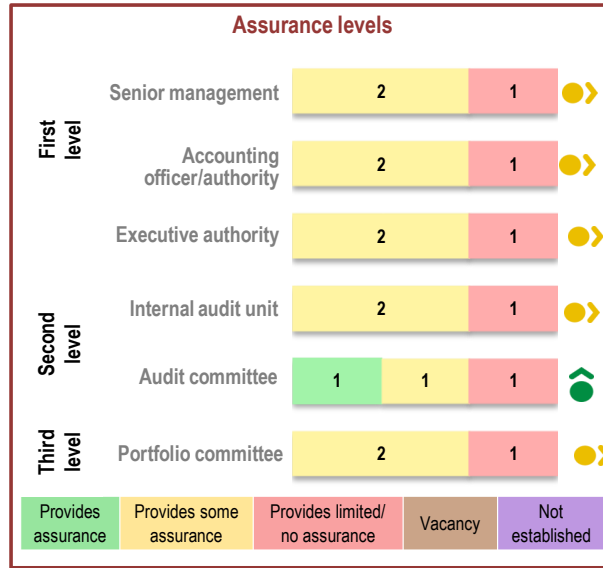 Assurance levels
First
level
Senior management
2
1
Accounting
officer/authority
2
1
Executive authority
2
1
Second
level
Internal audit unit
2
1
Audit committee
1
1
1
Third
level
Portfolio committee
2
1
Provides
assurance
Provides some
assurance
Provides limited/
no assurance
Vacancy
Not
established